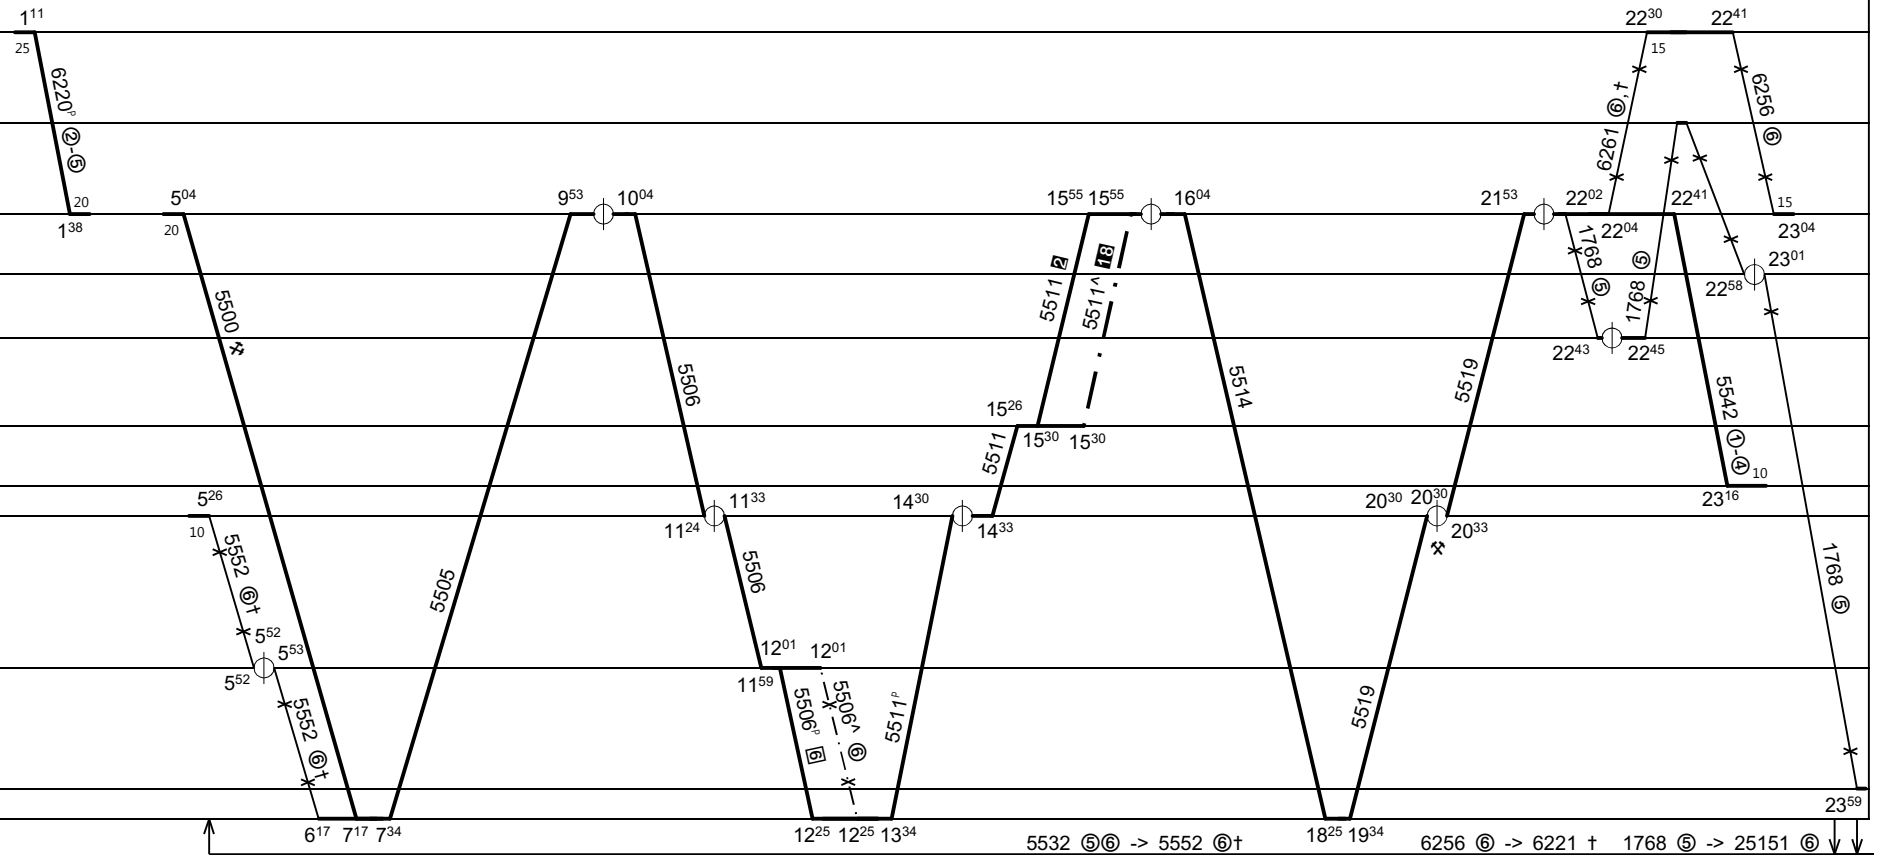 1¹¹ 22³⁰ 22⁴¹
25 15
6220ᴾ ②-⑤
6261 ⑥,†
6256 ⑥
20 15
1³⁸ 5⁰⁴ 9⁵³ 10⁰⁴ 15⁵⁵ 15⁵⁵ 16⁰⁴ 21⁵³ 22⁰² 22⁴¹
20 22⁰⁴ 23⁰⁴
5500 ⚒
5511 2
5511^ 18
1768 ⑤
1768 ⑤
23⁰¹
22⁵⁸
22⁴³ 22⁴⁵
5506
5514
5519
5542 ①-④
15²⁶
15³⁰ 15³⁰
5511
10
5²⁶ 11³³ 14³⁰ 20³⁰ 20³⁰ 23¹⁶
10 11²⁴ 14³³ 20³³
⚒
5552 ⑥†
5505
5506
1768 ⑤
5⁵² 5⁵³ 12⁰¹ 12⁰¹
5⁵² 11⁵⁹
5552 ⑥†
5506ᴾ 6
5506^ ⑥
5511ᴾ
5519
23⁵⁹
6¹⁷ 7¹⁷ 7³⁴ 12²⁵ 12²⁵ 13³⁴ 18²⁵ 19³⁴
5532 ⑤⑥ -> 5552 ⑥† 6256 ⑥ -> 6221 † 1768 ⑤ -> 25151 ⑥